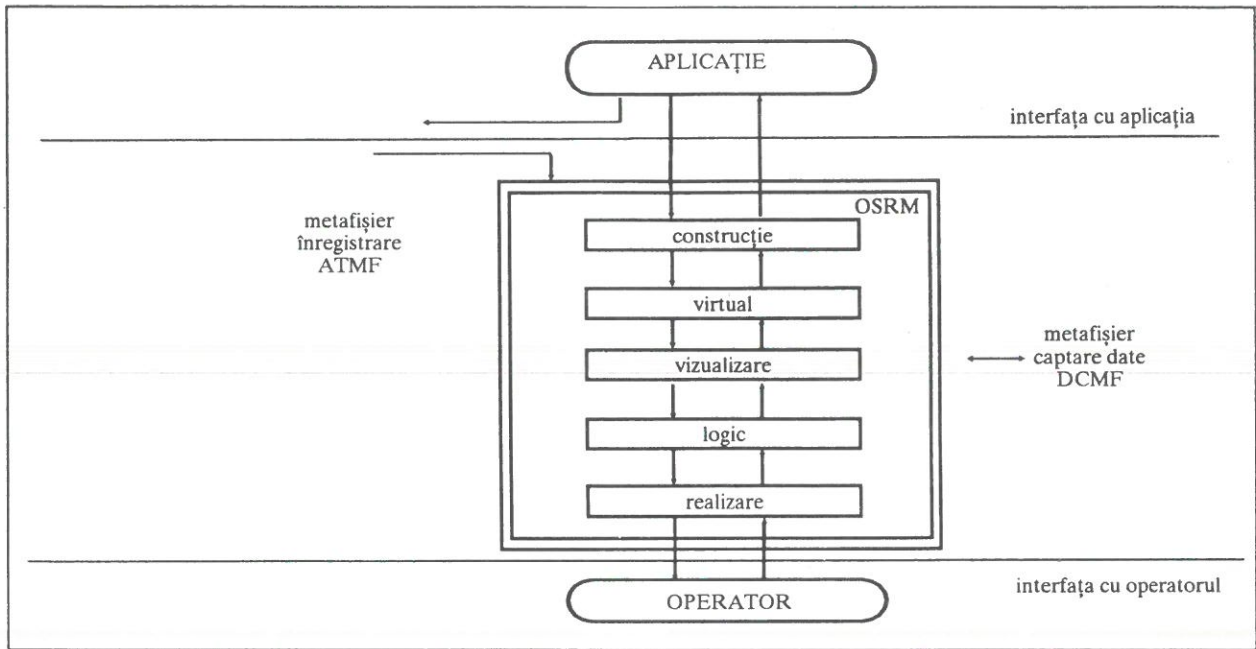 APLICAȚIE
interfața cu aplicația
OSRM
metafișier
înregistrare
ATMF
construcție
virtual
vizualizare
metafișier
captare date
DCMF
logic
realizare
interfața cu operatorul
OPERATOR